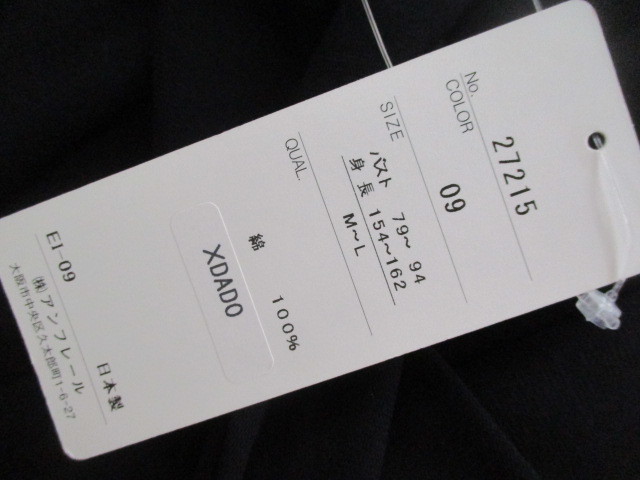 No. 27215
COLOR 09
SIZE
バスト 79～94
身長 154～162
M～L
QUAL.
綿 100%
XDADO
日本製
EI-09
(株)アンフレール
大阪市中央区久太郎町1-6-27